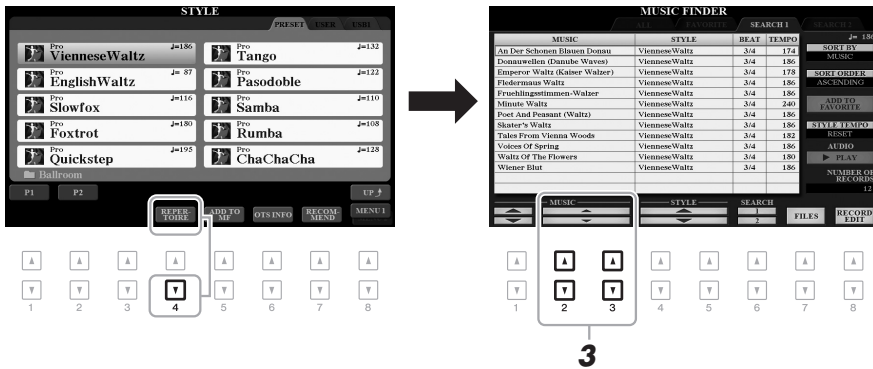 STYLE
PRESET USER USB1
Pro VienneseWaltz ♩=186
Pro Tango ♩=132
Pro EnglishWaltz ♩= 87
Pro Pasodoble ♩=122
Pro Slowfox ♩=116
Pro Samba ♩=110
Pro Foxtrot ♩=180
Pro Rumba ♩=108
Pro Quickstep ♩=195
Pro ChaChaCha ♩=128
Ballroom
P1 P2 UP
REPER-TOIRE ADD TO MF OTS INFO RECOM-MEND MENU 1
1 2 3 4 5 6 7 8
MUSIC FINDER
ALL FAVORITE SEARCH 1 SEARCH 2
MUSIC STYLE BEAT TEMPO
An Der Schonen Blauen Donau VienneseWaltz 3/4 174
Donauwellen (Danube Waves) VienneseWaltz 3/4 186
Emperor Waltz (Kaiser Walzer) VienneseWaltz 3/4 178
Fledermaus Waltz VienneseWaltz 3/4 186
Fruehlingsstimmen-Walzer VienneseWaltz 3/4 186
Minute Waltz VienneseWaltz 3/4 240
Poet And Peasant (Waltz) VienneseWaltz 3/4 186
Skater's Waltz VienneseWaltz 3/4 186
Tales From Vienna Woods VienneseWaltz 3/4 182
Voices Of Spring VienneseWaltz 3/4 186
Waltz Of The Flowers VienneseWaltz 3/4 180
Wiener Blut VienneseWaltz 3/4 186
♩= 186
SORT BY
MUSIC
SORT ORDER
ASCENDING
ADD TO
FAVORITE
STYLE TEMPO
RESET
AUDIO
PLAY
NUMBER OF
RECORDS
12
MUSIC STYLE SEARCH
1
2
FILES RECORD EDIT
1 2 3 4 5 6 7 8
3